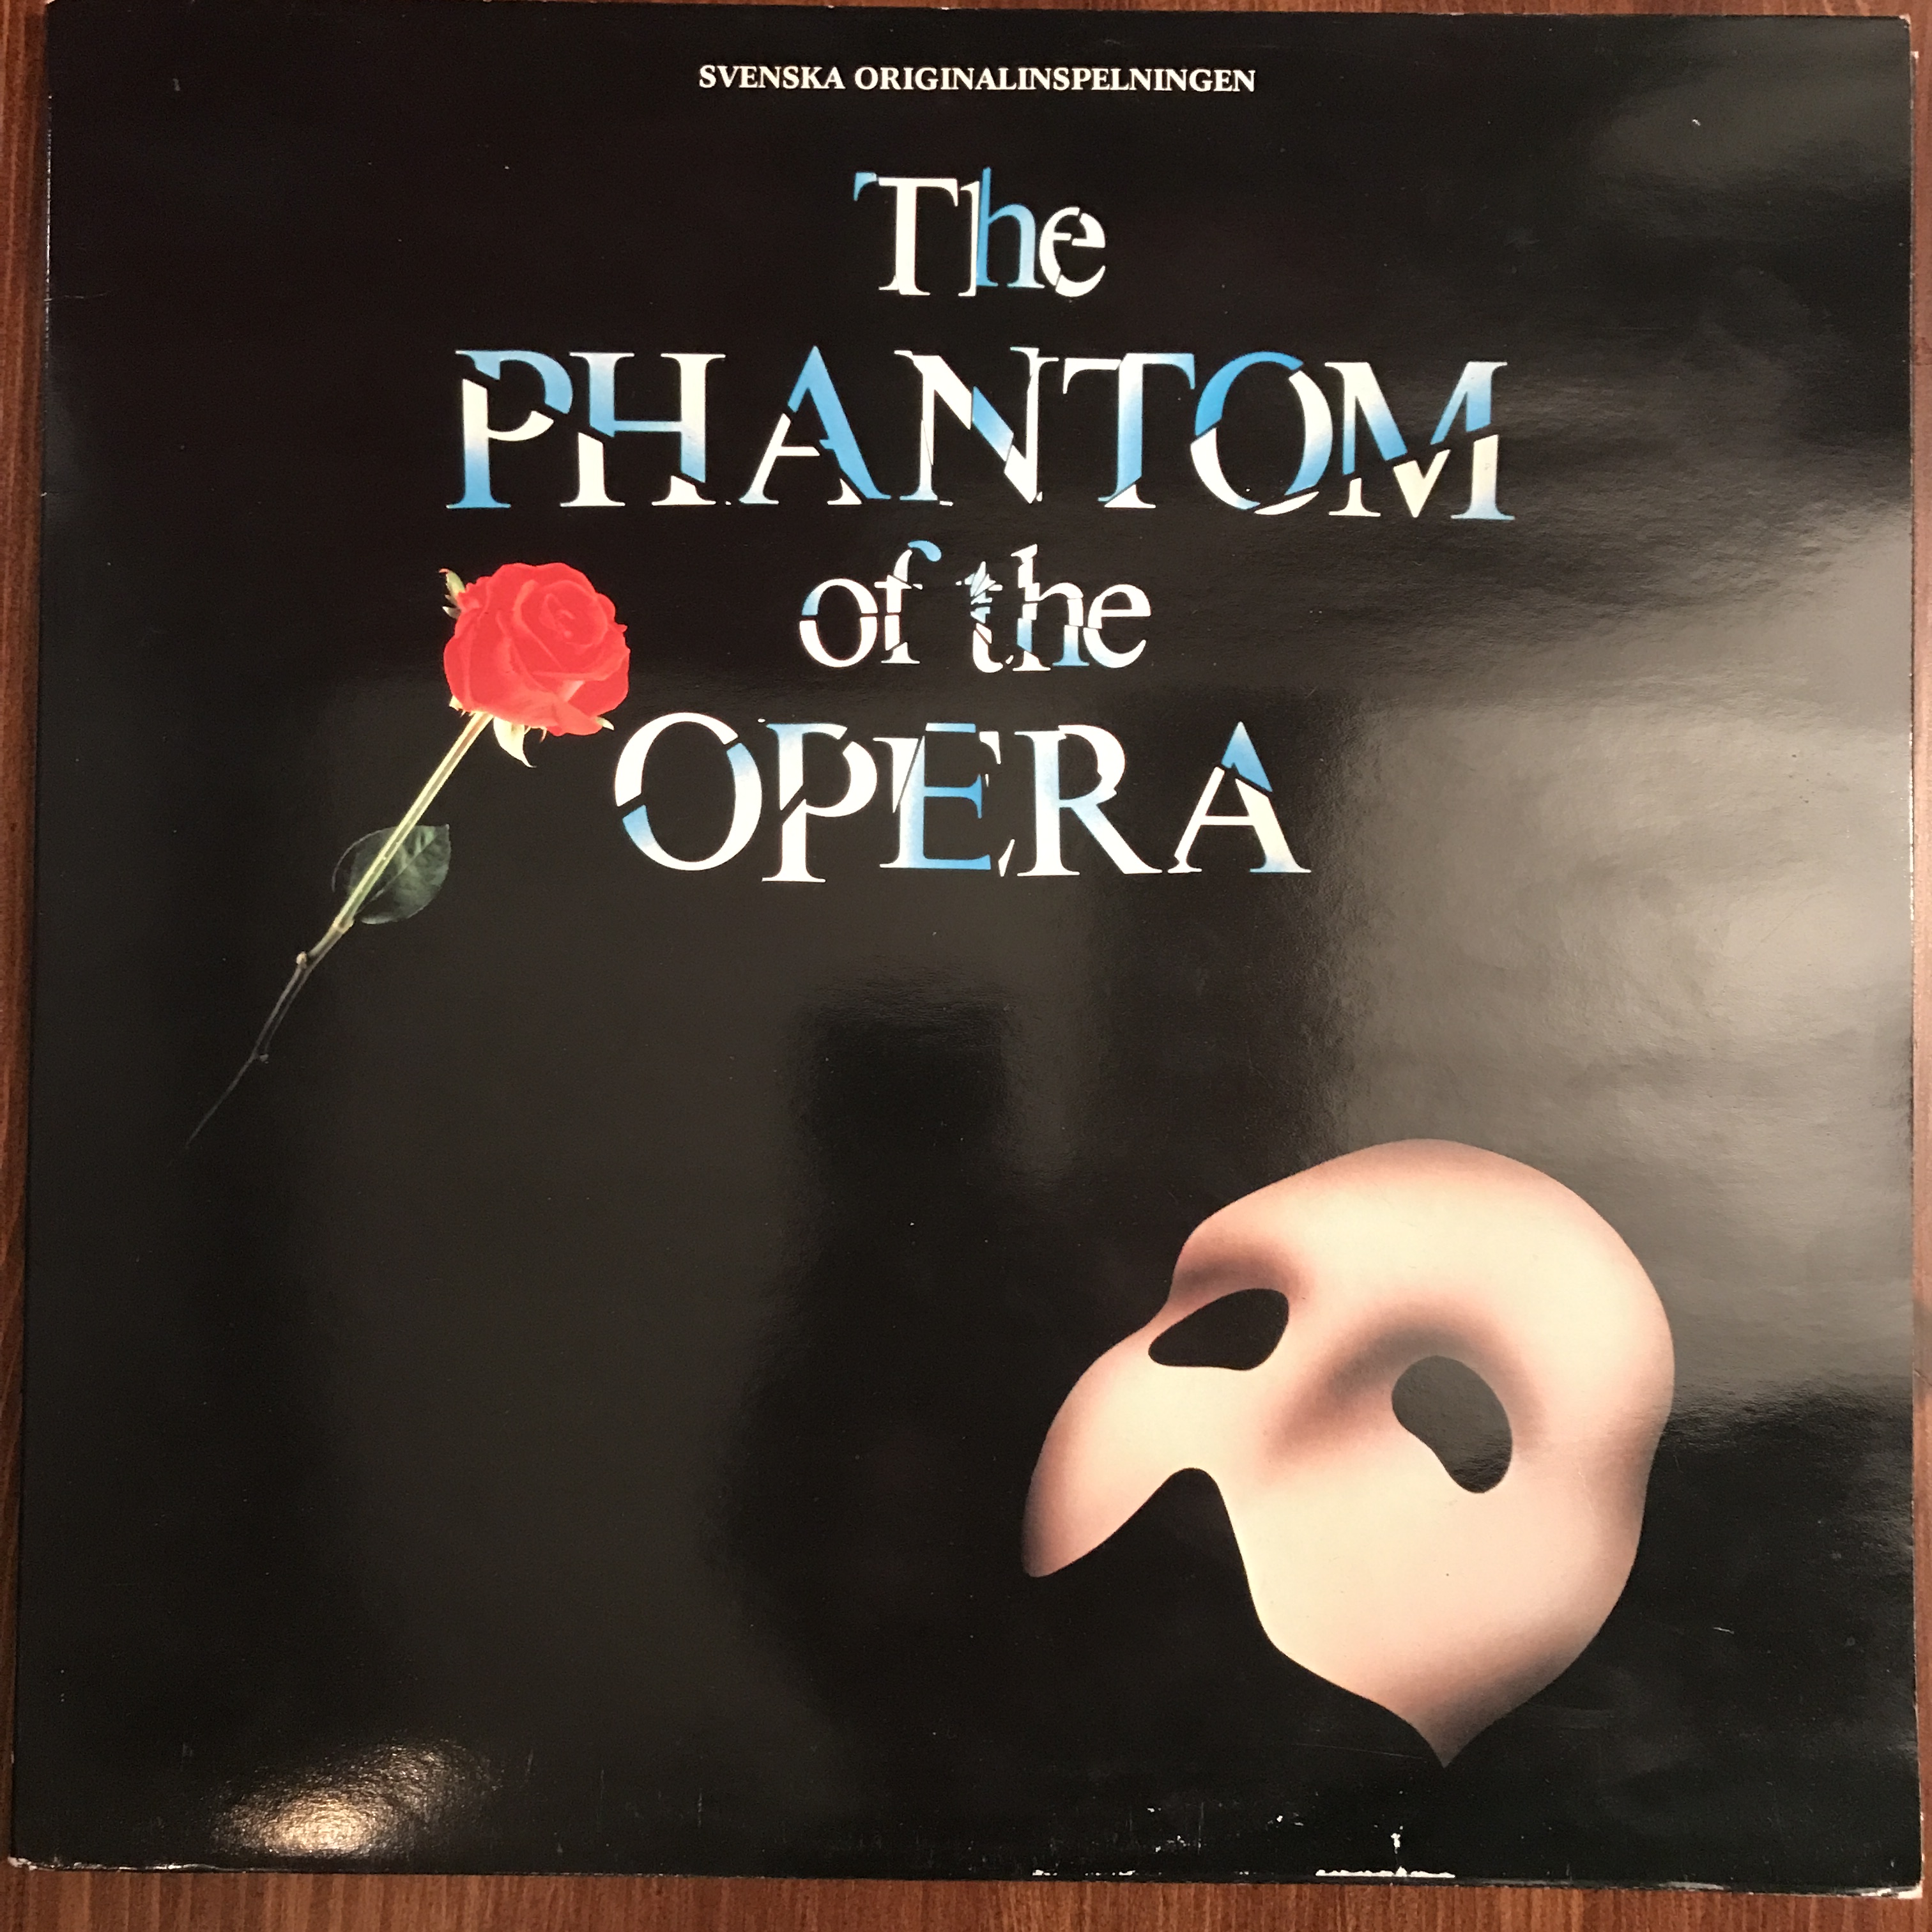 SVENSKA ORIGINALINSPELNINGEN
The
PHANTOM
of the
OPERA